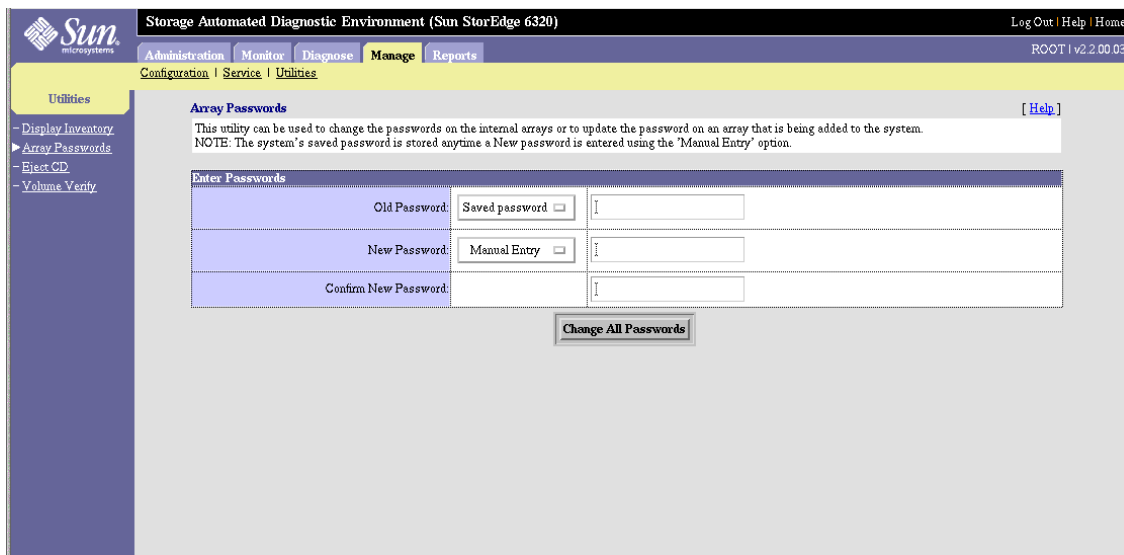 Sun
microsystems
Storage Automated Diagnostic Environment (Sun StorEdge 6320)
Log Out | Help | Home
Administration Monitor Diagnose Manage Reports
ROOT | v2.2.00.03
Configuration | Service | Utilities
Utilities
– Display Inventory
Array Passwords
– Eject CD
– Volume Verify
Array Passwords
[ Help ]
This utility can be used to change the passwords on the internal arrays or to update the password on an array that is being added to the system.
NOTE: The system's saved password is stored anytime a New password is entered using the "Manual Entry" option.
Enter Passwords
Old Password: Saved password
New Password: Manual Entry
Confirm New Password:
Change All Passwords